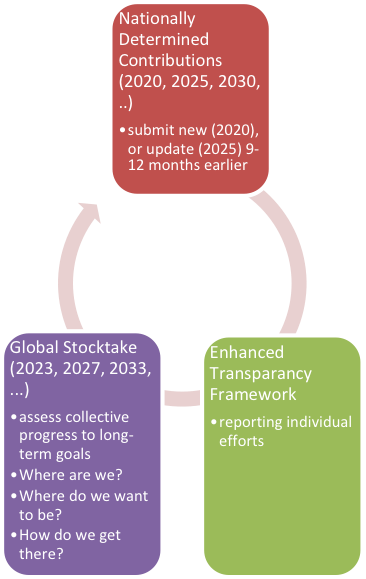 Nationally
Determined
Contributions
(2020, 2025, 2030,
..)
•submit new (2020),
or update (2025) 9-
12 months earlier
Global Stocktake
(2023, 2027, 2033,
...)
•assess collective
progress to long-
term goals
•Where are we?
•Where do we want
to be?
•How do we get
there?
Enhanced
Transparancy
Framework
•reporting individual
efforts